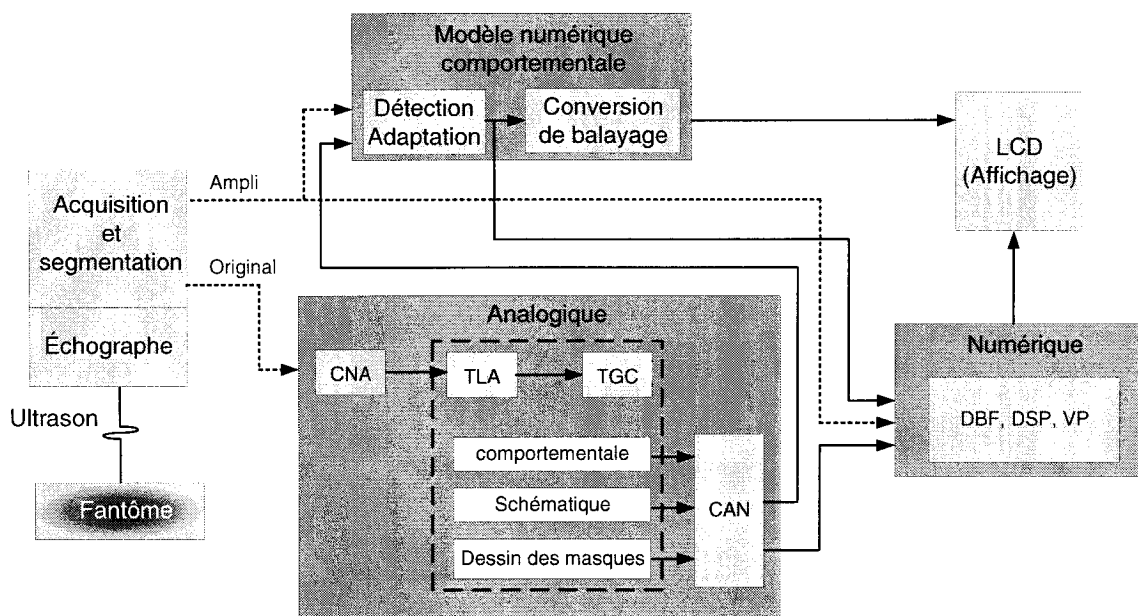 Modèle numérique
comportementale
Détection
Adaptation
Conversion
de balayage
LCD
(Affichage)
Ampli
Acquisition
et
segmentation
Original
Échographe
Ultrason
Fantôme
Analogique
CNA
TLA
TGC
comportementale
Schématique
Dessin des masques
CAN
Numérique
DBF, DSP, VP